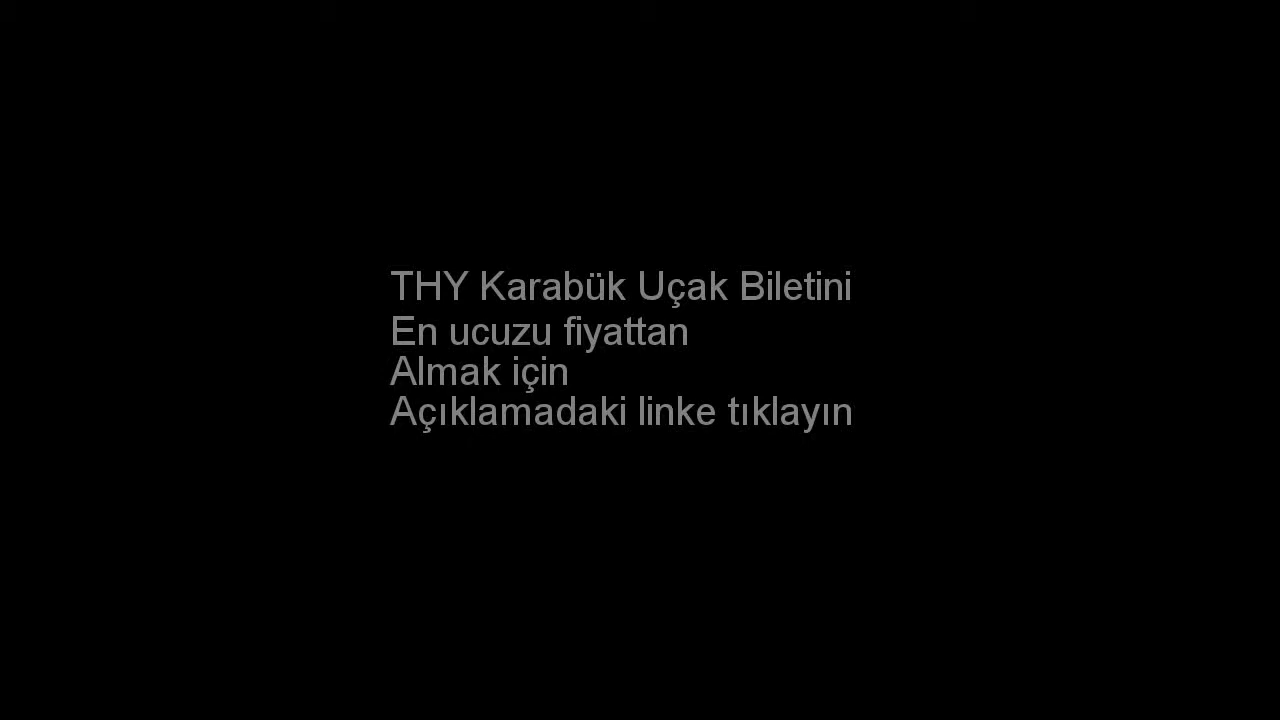 THY Karabük Uçak Biletini
En ucuzu fiyattan
Almak için
Açıklamadaki linke tıklayın